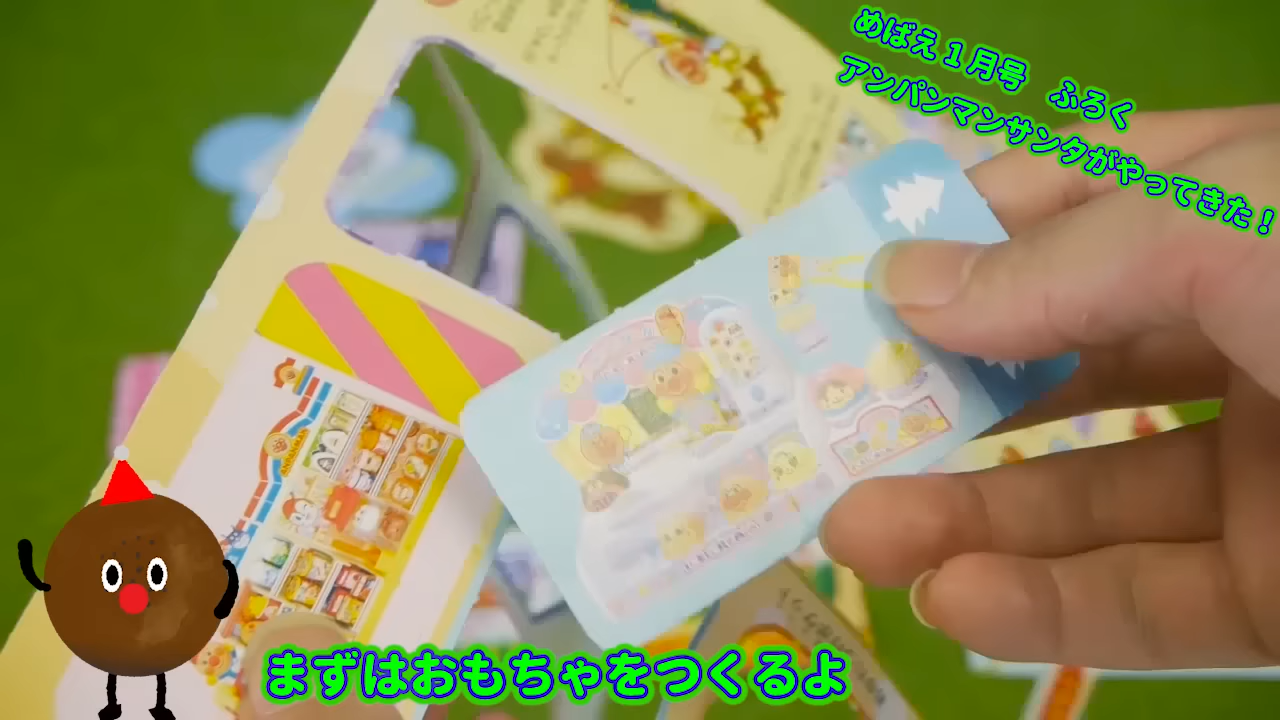 めばえ１月号　ふろく
アンパンマンサンタがやってきた！
まずはおもちゃをつくるよ